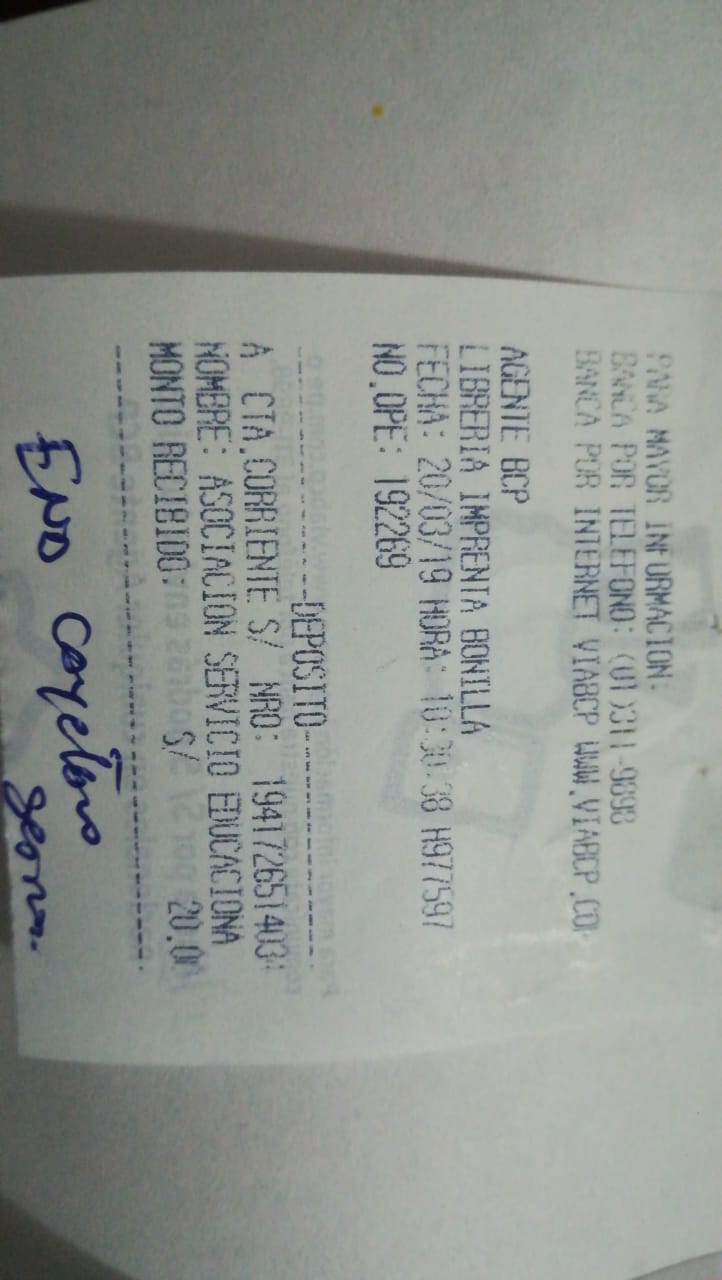 PARA MAYOR INFORMACION:
BANCA POR TELEFONO: (01)311-9898
BANCA POR INTERNET VIABCP WWW.VIABCP.CO
AGENTE BCP
LIBRERIA IMPRENTA BONILLA
FECHA: 20/03/19 HORA: 10:30:38 H977597
NO.OPE: 192269
-----DEPOSITO-----
A CTA.CORRIENTE S/ NRO: 194172651403:
NOMBRE: ASOCIACION SERVICIO EDUCACIONA
MONTO RECIBIDO: S/ 20.00